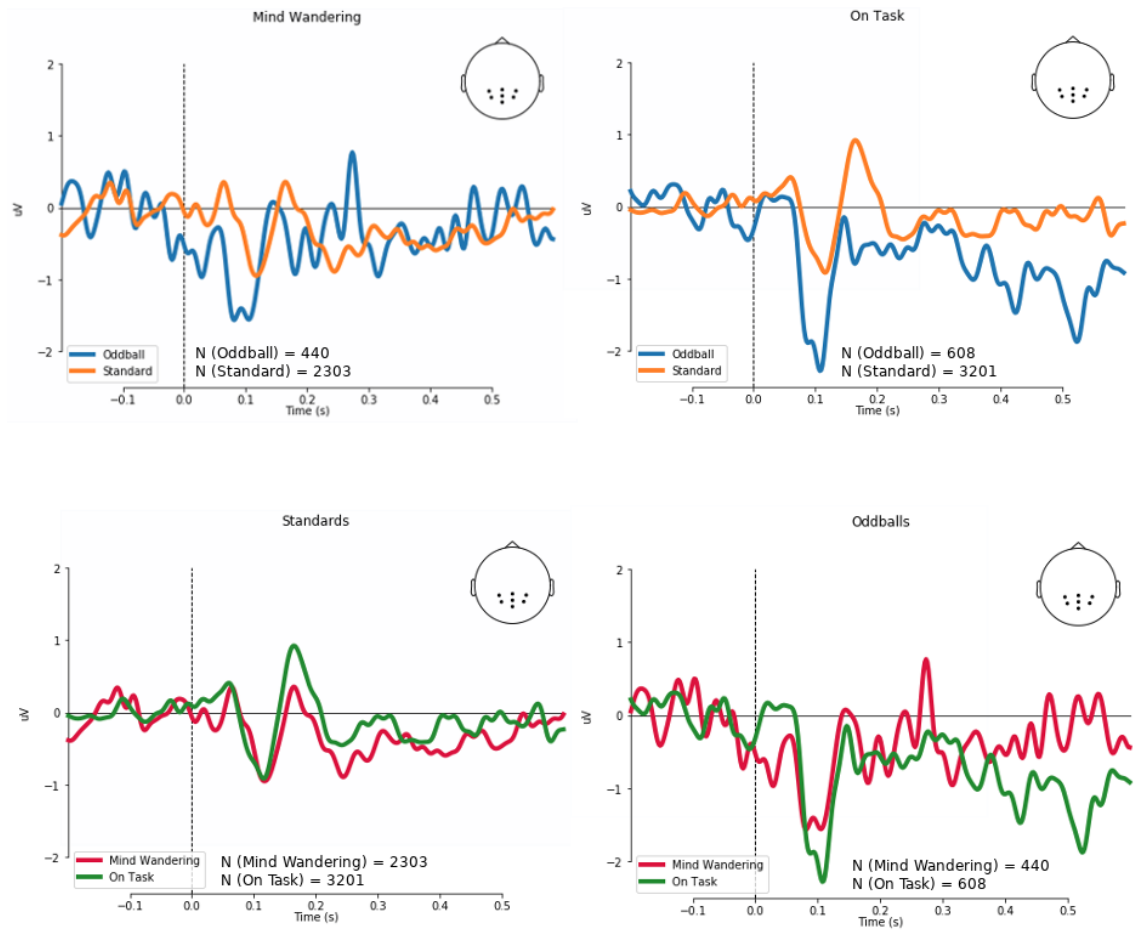 Mind Wandering
2
1
0
−1
−2
uV
Oddball
Standard
N (Oddball) = 440
N (Standard) = 2303
−0.1 0.0 0.1 0.2 0.3 0.4 0.5
Time (s)
On Task
2
1
0
−1
−2
uV
Oddball
Standard
N (Oddball) = 608
N (Standard) = 3201
−0.1 0.0 0.1 0.2 0.3 0.4 0.5
Time (s)
Standards
2
1
0
−1
−2
uV
Mind Wandering
On Task
N (Mind Wandering) = 2303
N (On Task) = 3201
−0.1 0.0 0.1 0.2 0.3 0.4 0.5
Time (s)
Oddballs
2
1
0
−1
−2
uV
Mind Wandering
On Task
N (Mind Wandering) = 440
N (On Task) = 608
−0.1 0.0 0.1 0.2 0.3 0.4 0.5
Time (s)